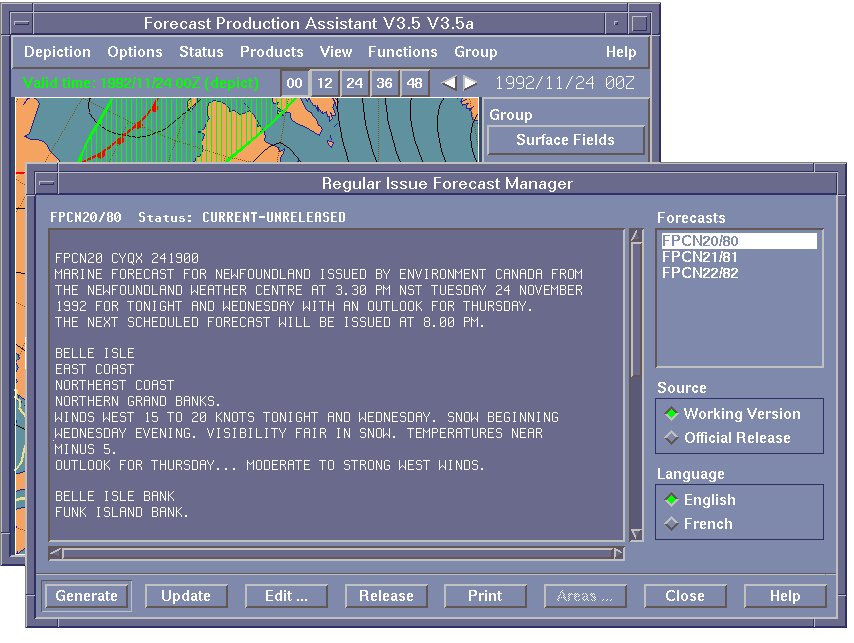 Forecast Production Assistant V3.5 V3.5a
Depiction Options Status Products View Functions Group Help
Valid time: 1992/11/24 00Z (depict) 00 12 24 36 48 1992/11/24 00Z
Group
Surface Fields
Regular Issue Forecast Manager
FPCN20/80 Status: CURRENT-UNRELEASED
FPCN20 CYQX 241900
MARINE FORECAST FOR NEWFOUNDLAND ISSUED BY ENVIRONMENT CANADA FROM
THE NEWFOUNDLAND WEATHER CENTRE AT 3.30 PM NST TUESDAY 24 NOVEMBER
1992 FOR TONIGHT AND WEDNESDAY WITH AN OUTLOOK FOR THURSDAY.
THE NEXT SCHEDULED FORECAST WILL BE ISSUED AT 8.00 PM.
BELLE ISLE
EAST COAST
NORTHEAST COAST
NORTHERN GRAND BANKS.
WINDS WEST 15 TO 20 KNOTS TONIGHT AND WEDNESDAY. SNOW BEGINNING
WEDNESDAY EVENING. VISIBILITY FAIR IN SNOW. TEMPERATURES NEAR
MINUS 5.
OUTLOOK FOR THURSDAY... MODERATE TO STRONG WEST WINDS.
BELLE ISLE BANK
FUNK ISLAND BANK.
Forecasts
FPCN20/80
FPCN21/81
FPCN22/82
Source
Working Version
Official Release
Language
English
French
Generate Update Edit ... Release Print Areas ... Close Help